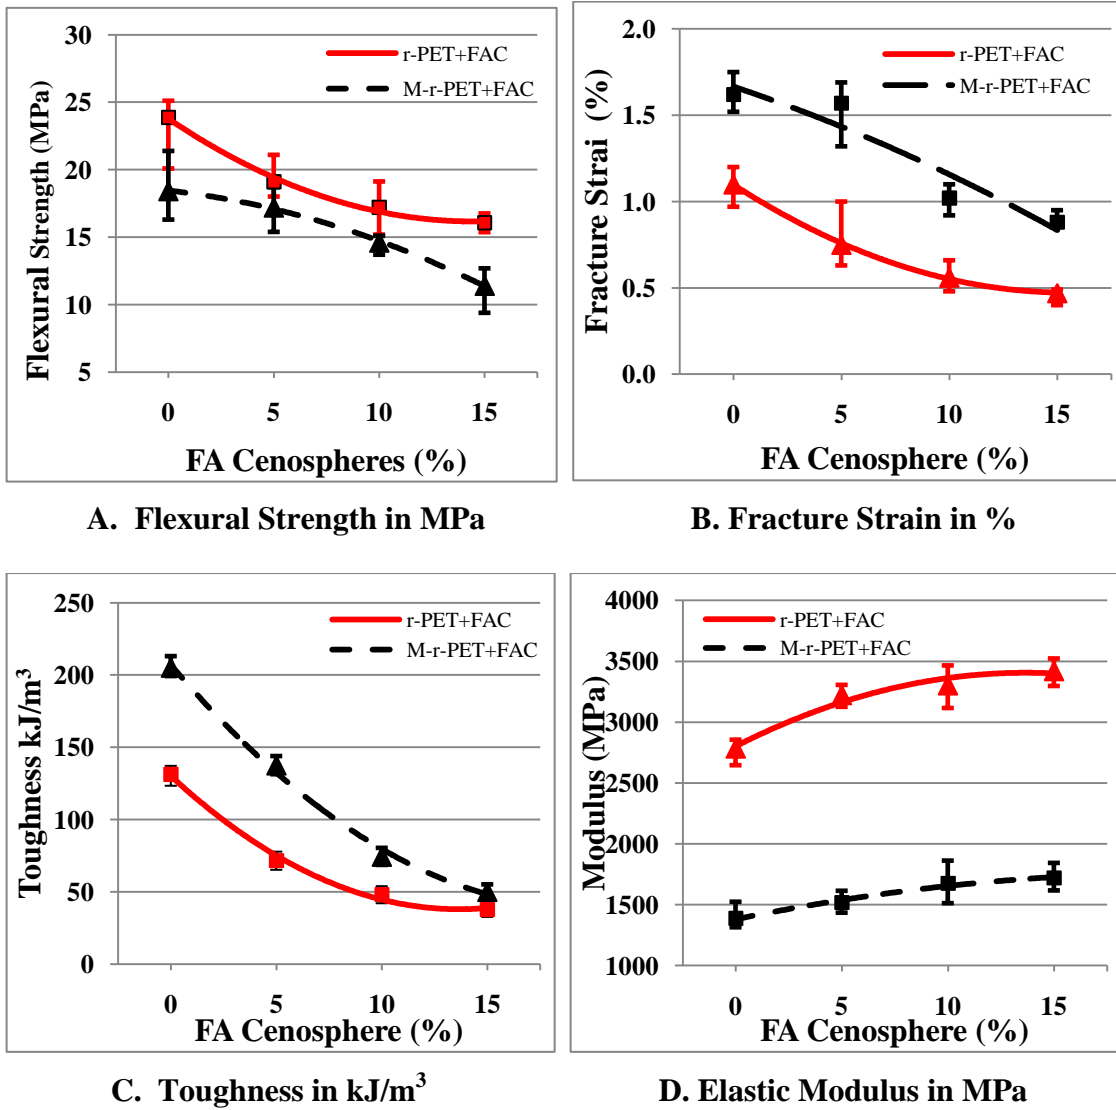 30
25
20
15
10
5
Flexural Strength (MPa)
r-PET+FAC
M-r-PET+FAC
0 5 10 15
FA Cenospheres (%)
A. Flexural Strength in MPa
2.0
1.5
1.0
0.5
0.0
Fracture Strai (%)
r-PET+FAC
M-r-PET+FAC
0 5 10 15
FA Cenosphere (%)
B. Fracture Strain in %
250
200
150
100
50
0
Toughness kJ/m³
r-PET+FAC
M-r-PET+FAC
0 5 10 15
FA Cenosphere (%)
C. Toughness in kJ/m³
4000
3500
3000
2500
2000
1500
1000
Modulus (MPa)
r-PET+FAC
M-r-PET+FAC
0 5 10 15
FA Cenosphere (%)
D. Elastic Modulus in MPa